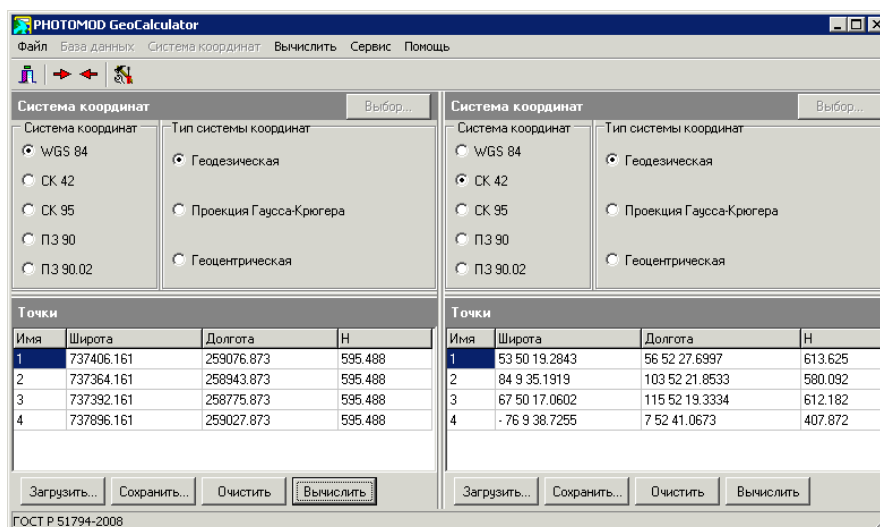 PHOTOMOD GeoCalculator
Файл База данных Система координат Вычислить Сервис Помощь
Система координат Выбор...
Система координат
WGS 84
СК 42
СК 95
ПЗ 90
ПЗ 90.02
Тип системы координат
Геодезическая
Проекция Гаусса-Крюгера
Геоцентрическая
Точки
Имя Широта Долгота H
1 737406.161 259076.873 595.488
2 737364.161 258943.873 595.488
3 737392.161 258775.873 595.488
4 737896.161 259027.873 595.488
Загрузить... Сохранить... Очистить Вычислить
Система координат Выбор...
Система координат
WGS 84
СК 42
СК 95
ПЗ 90
ПЗ 90.02
Тип системы координат
Геодезическая
Проекция Гаусса-Крюгера
Геоцентрическая
Точки
Имя Широта Долгота H
1 53 50 19.2843 56 52 27.6997 613.625
2 84 9 35.1919 103 52 21.8533 580.092
3 67 50 17.0602 115 52 19.3334 612.182
4 - 76 9 38.7255 7 52 41.0673 407.872
Загрузить... Сохранить... Очистить Вычислить
ГОСТ Р 51794-2008